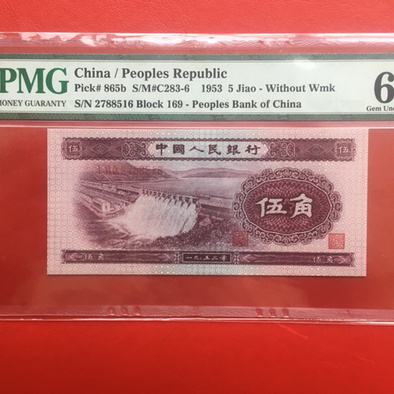 PMG China / Peoples Republic 6
Pick# 865b S/M#C283-6 1953 5 Jiao - Without Wmk
MONEY GUARANTY S/N 2788516 Block 169 - Peoples Bank of China Gem Unc
伍 中國人民銀行 伍
伍角
伍角 一九五三年 伍角